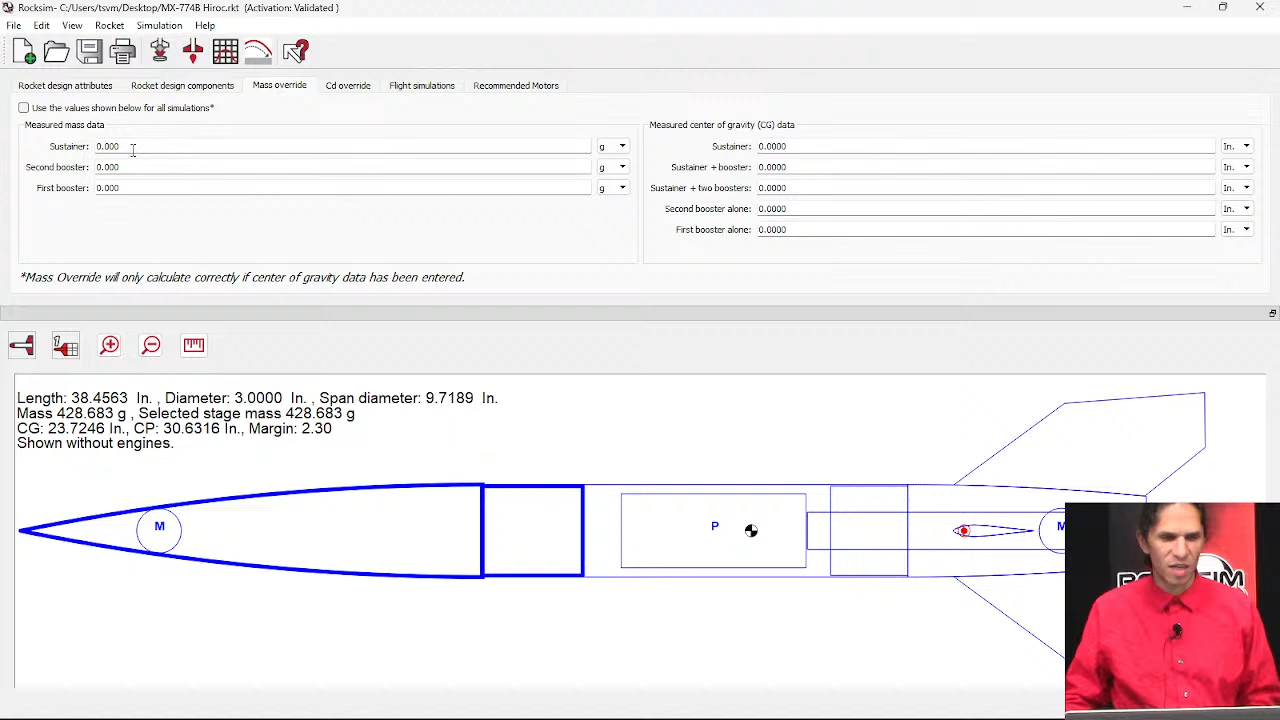 Rocksim- C:/Users/tsvm/Desktop/MX-774B Hiroc.rkt (Activation: Validated )
File Edit View Rocket Simulation Help
Rocket design attributes Rocket design components Mass override Cd override Flight simulations Recommended Motors
Use the values shown below for all simulations*
Measured mass data
Sustainer: 0.000 g
Second booster: 0.000 g
First booster: 0.000 g
Measured center of gravity (CG) data
Sustainer: 0.0000 In.
Sustainer + booster: 0.0000 In.
Sustainer + two boosters: 0.0000 In.
Second booster alone: 0.0000 In.
First booster alone: 0.0000 In.
*Mass Override will only calculate correctly if center of gravity data has been entered.
Length: 38.4563 In. , Diameter: 3.0000 In. , Span diameter: 9.7189 In.
Mass 428.683 g , Selected stage mass 428.683 g
CG: 23.7246 In., CP: 30.6316 In., Margin: 2.30
Shown without engines.
M P M